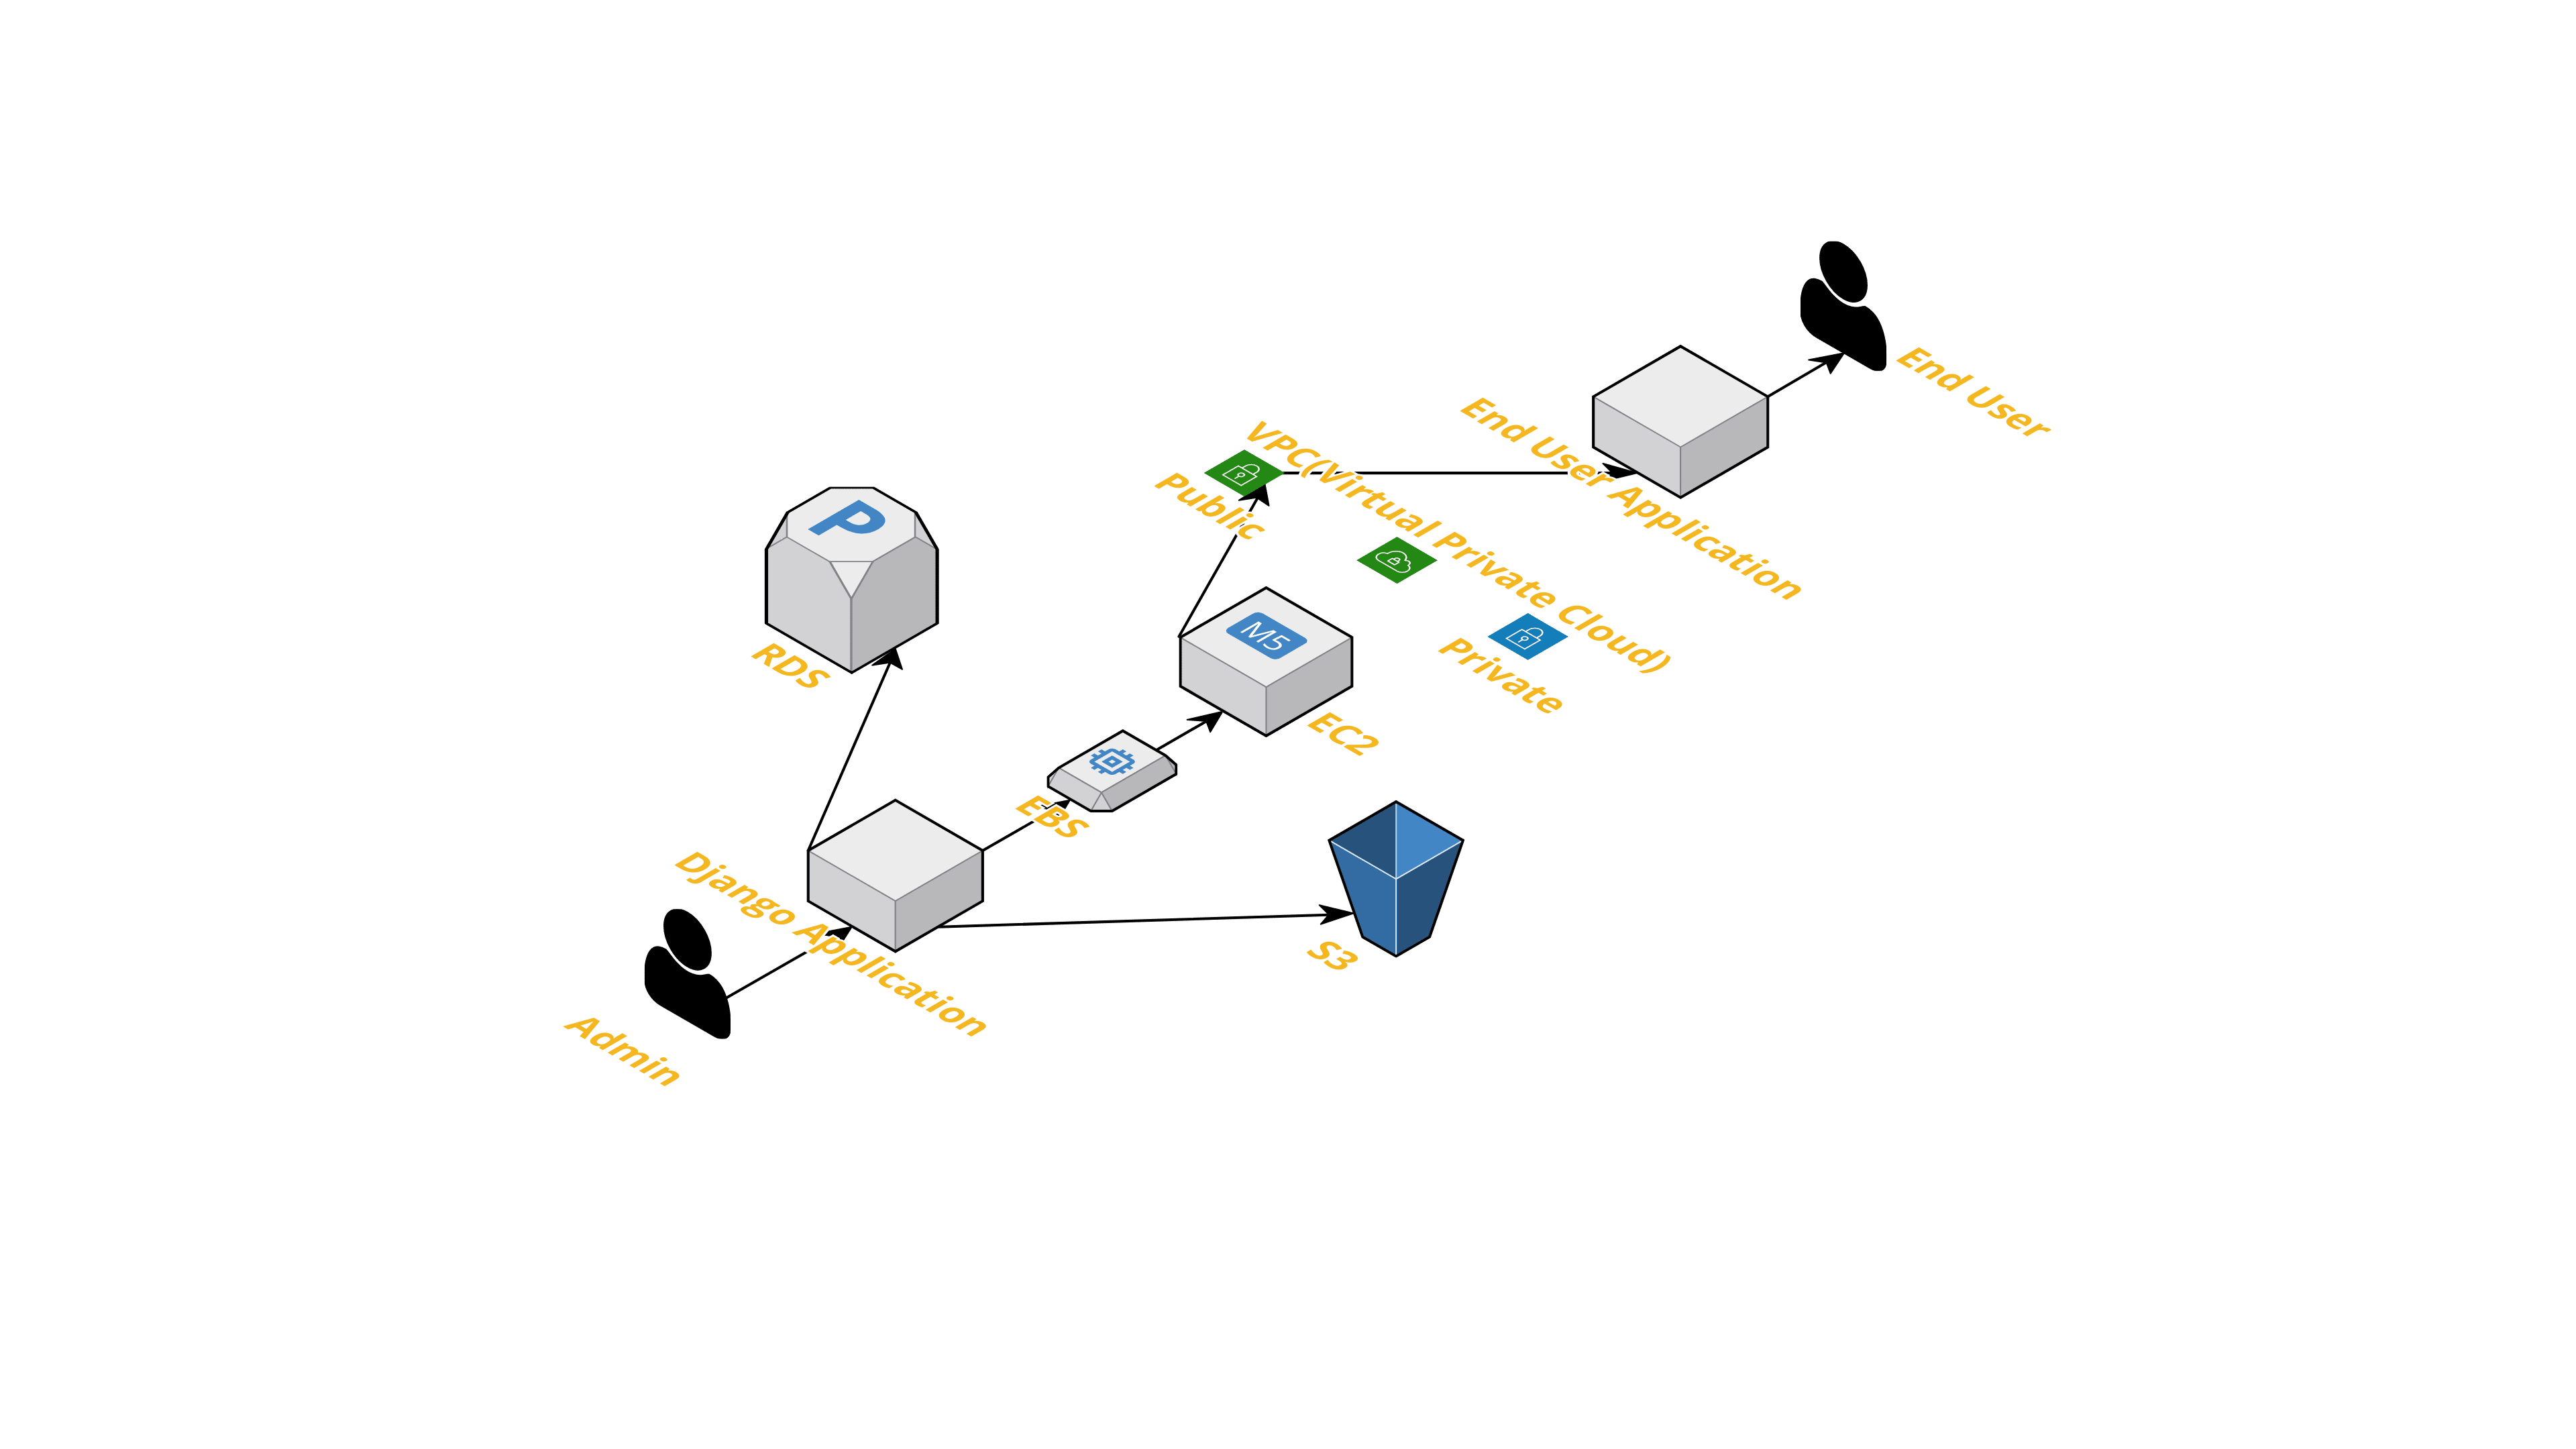 End User
End User Application
VPC(Virtual Private Cloud)
Public
P
M5
Private
RDS
EC2
EBS
Django Application
S3
Admin